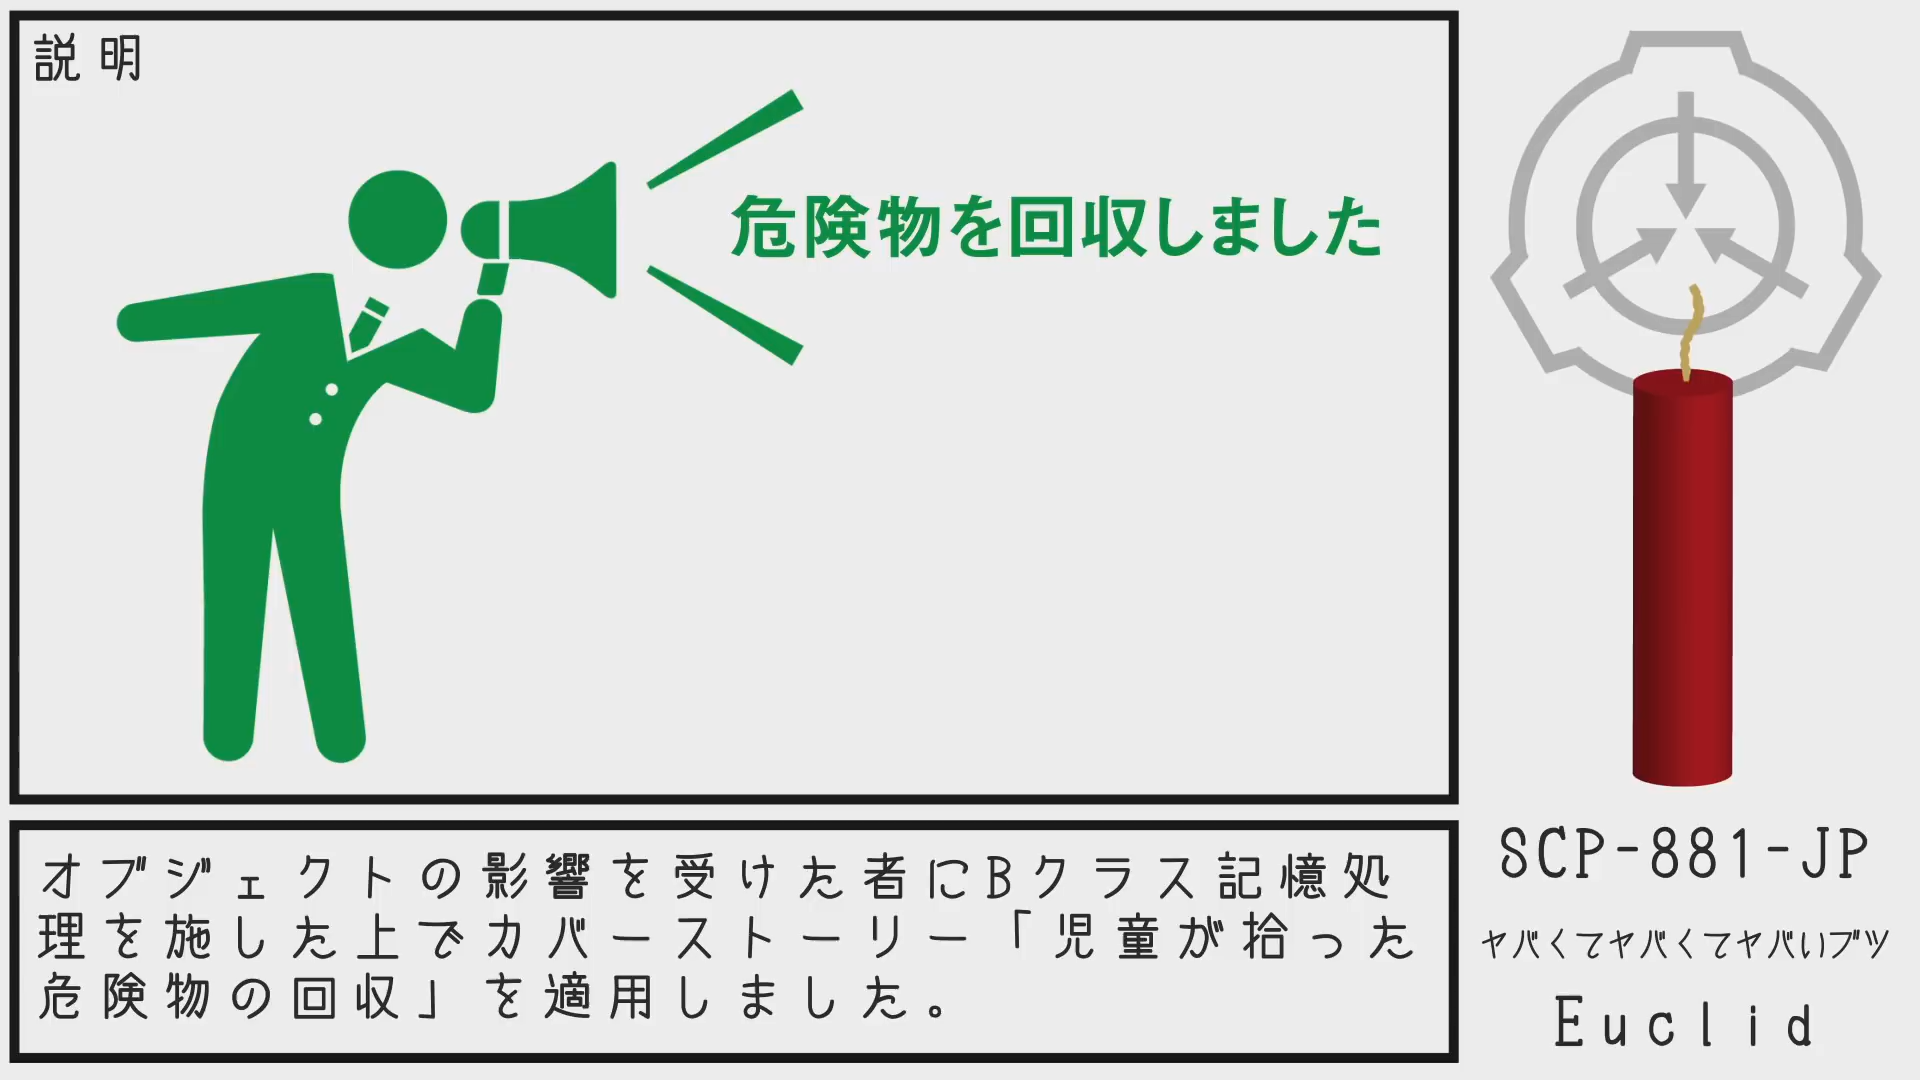 説明
危険物を回収しました
オブジェクトの影響を受けた者にBクラス記憶処
理を施した上でカバーストーリー「児童が拾った
危険物の回収」を適用しました。
SCP-881-JP
ヤバくてヤバくてヤバいブツ
Euclid